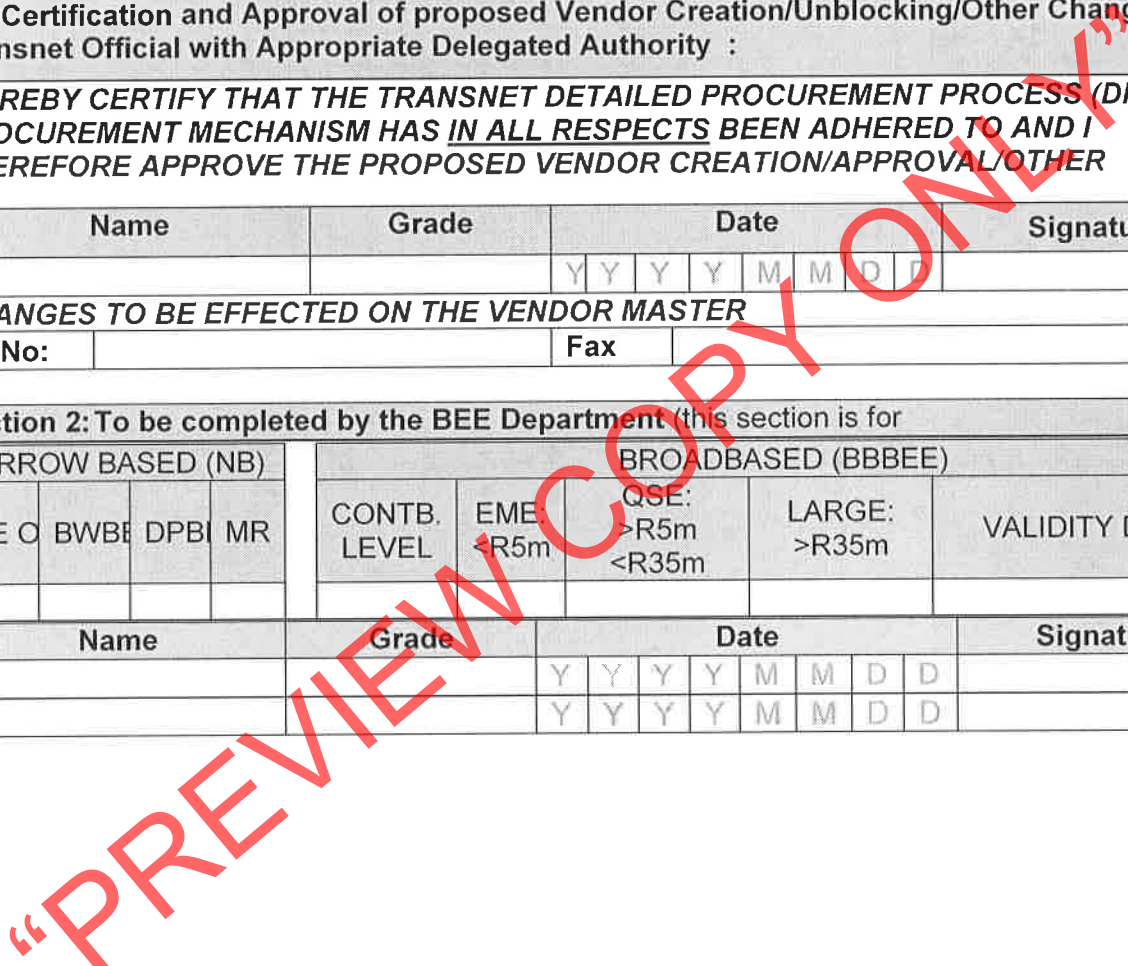 Certification and Approval of proposed Vendor Creation/Unblocking/Other Chang
nsnet Official with Appropriate Delegated Authority :
REBY CERTIFY THAT THE TRANSNET DETAILED PROCUREMENT PROCESS (D
OCUREMENT MECHANISM HAS IN ALL RESPECTS BEEN ADHERED TO AND I
EREFORE APPROVE THE PROPOSED VENDOR CREATION/APPROVAL/OTHER
Name Grade Date Signatu
Y Y Y Y M M D D
ANGES TO BE EFFECTED ON THE VENDOR MASTER
No: Fax
tion 2: To be completed by the BEE Department (this section is for
RROW BASED (NB) BROADBASED (BBBEE)
E O BWBE DPBI MR CONTB. LEVEL EME: <R5m QSE: >R5m <R35m LARGE: >R35m VALIDITY D
Name Grade Date Signat
Y Y Y Y M M D D
Y Y Y Y M M D D
"PREVIEW COPY ONLY"